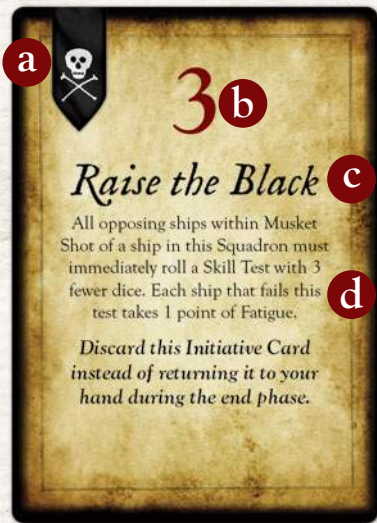 a
3 b
Raise the Black c
All opposing ships within Musket
Shot of a ship in this Squadron must
immediately roll a Skill Test with 3
fewer dice. Each ship that fails this d
test takes 1 point of Fatigue.
Discard this Initiative Card
instead of returning it to your
hand during the end phase.